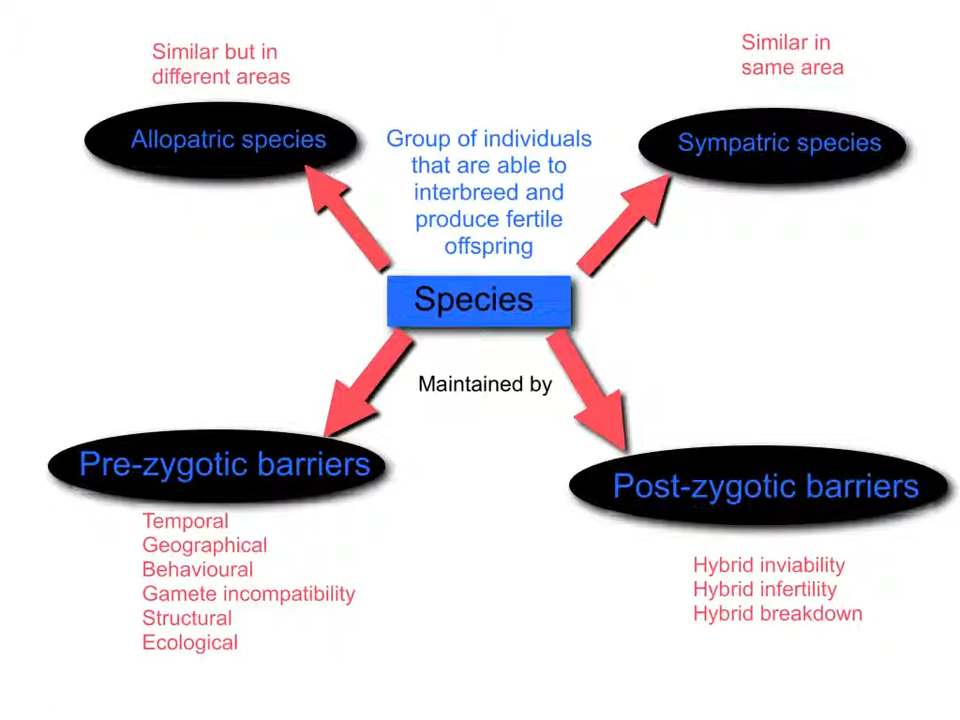 Similar but in
different areas
Similar in
same area
Allopatric species
Group of individuals
that are able to
interbreed and
produce fertile
offspring
Sympatric species
Species
Maintained by
Pre-zygotic barriers
Post-zygotic barriers
Temporal
Geographical
Behavioural
Gamete incompatibility
Structural
Ecological
Hybrid inviability
Hybrid infertility
Hybrid breakdown